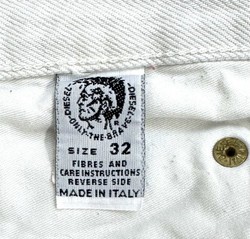 DIESEL
ONLY-THE-BRAVE
DIESEL
SIZE 32
FIBRES AND
CARE INSTRUCTIONS
REVERSE SIDE
MADE IN ITALY